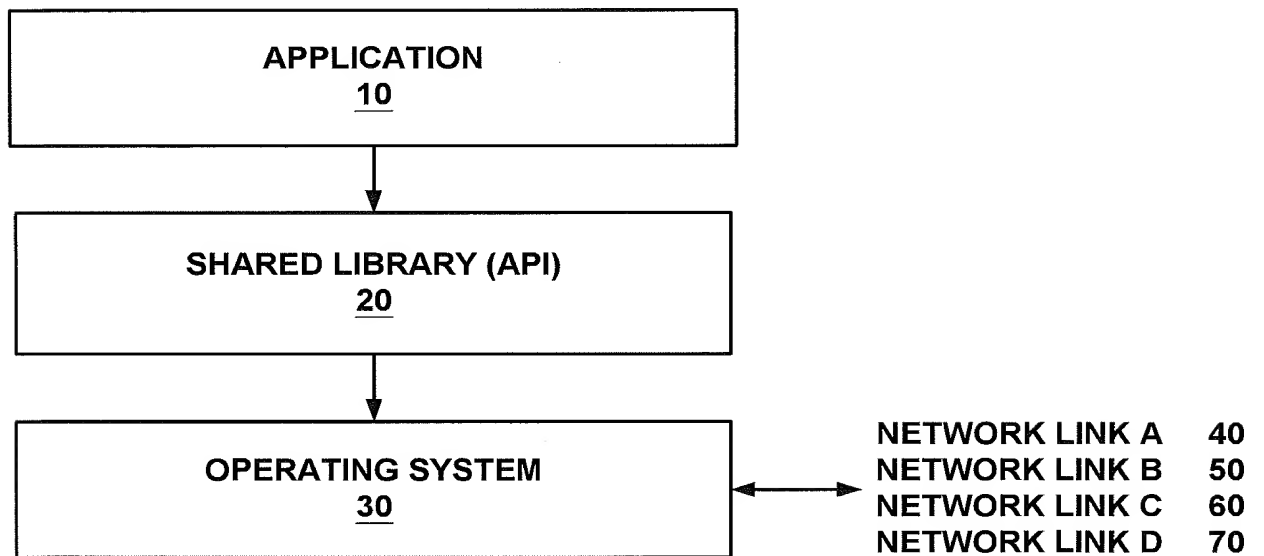 APPLICATION
10
SHARED LIBRARY (API)
20
OPERATING SYSTEM
30
NETWORK LINK A 40
NETWORK LINK B 50
NETWORK LINK C 60
NETWORK LINK D 70